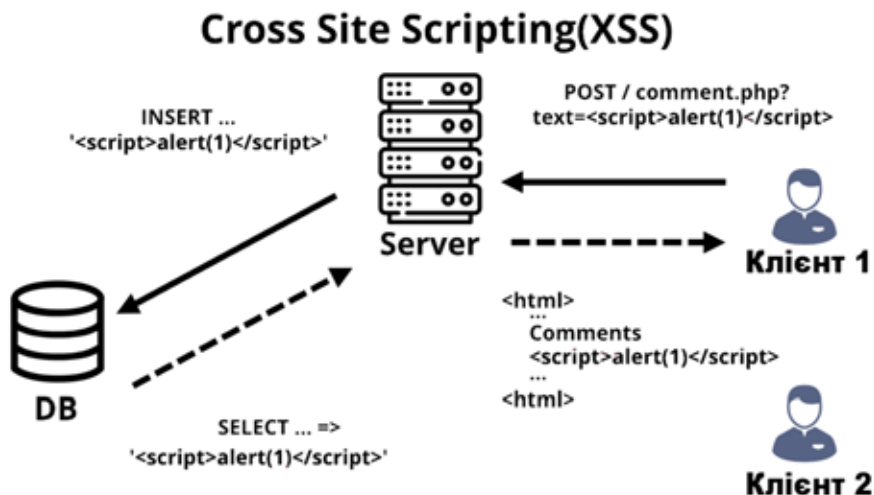 Cross Site Scripting(XSS)
INSERT ...
'<script>alert(1)</script>'
POST / comment.php?
text=<script>alert(1)</script>
Server
Клієнт 1
<html>
...
Comments
<script>alert(1)</script>
...
<html>
DB
SELECT ... =>
'<script>alert(1)</script>'
Клієнт 2